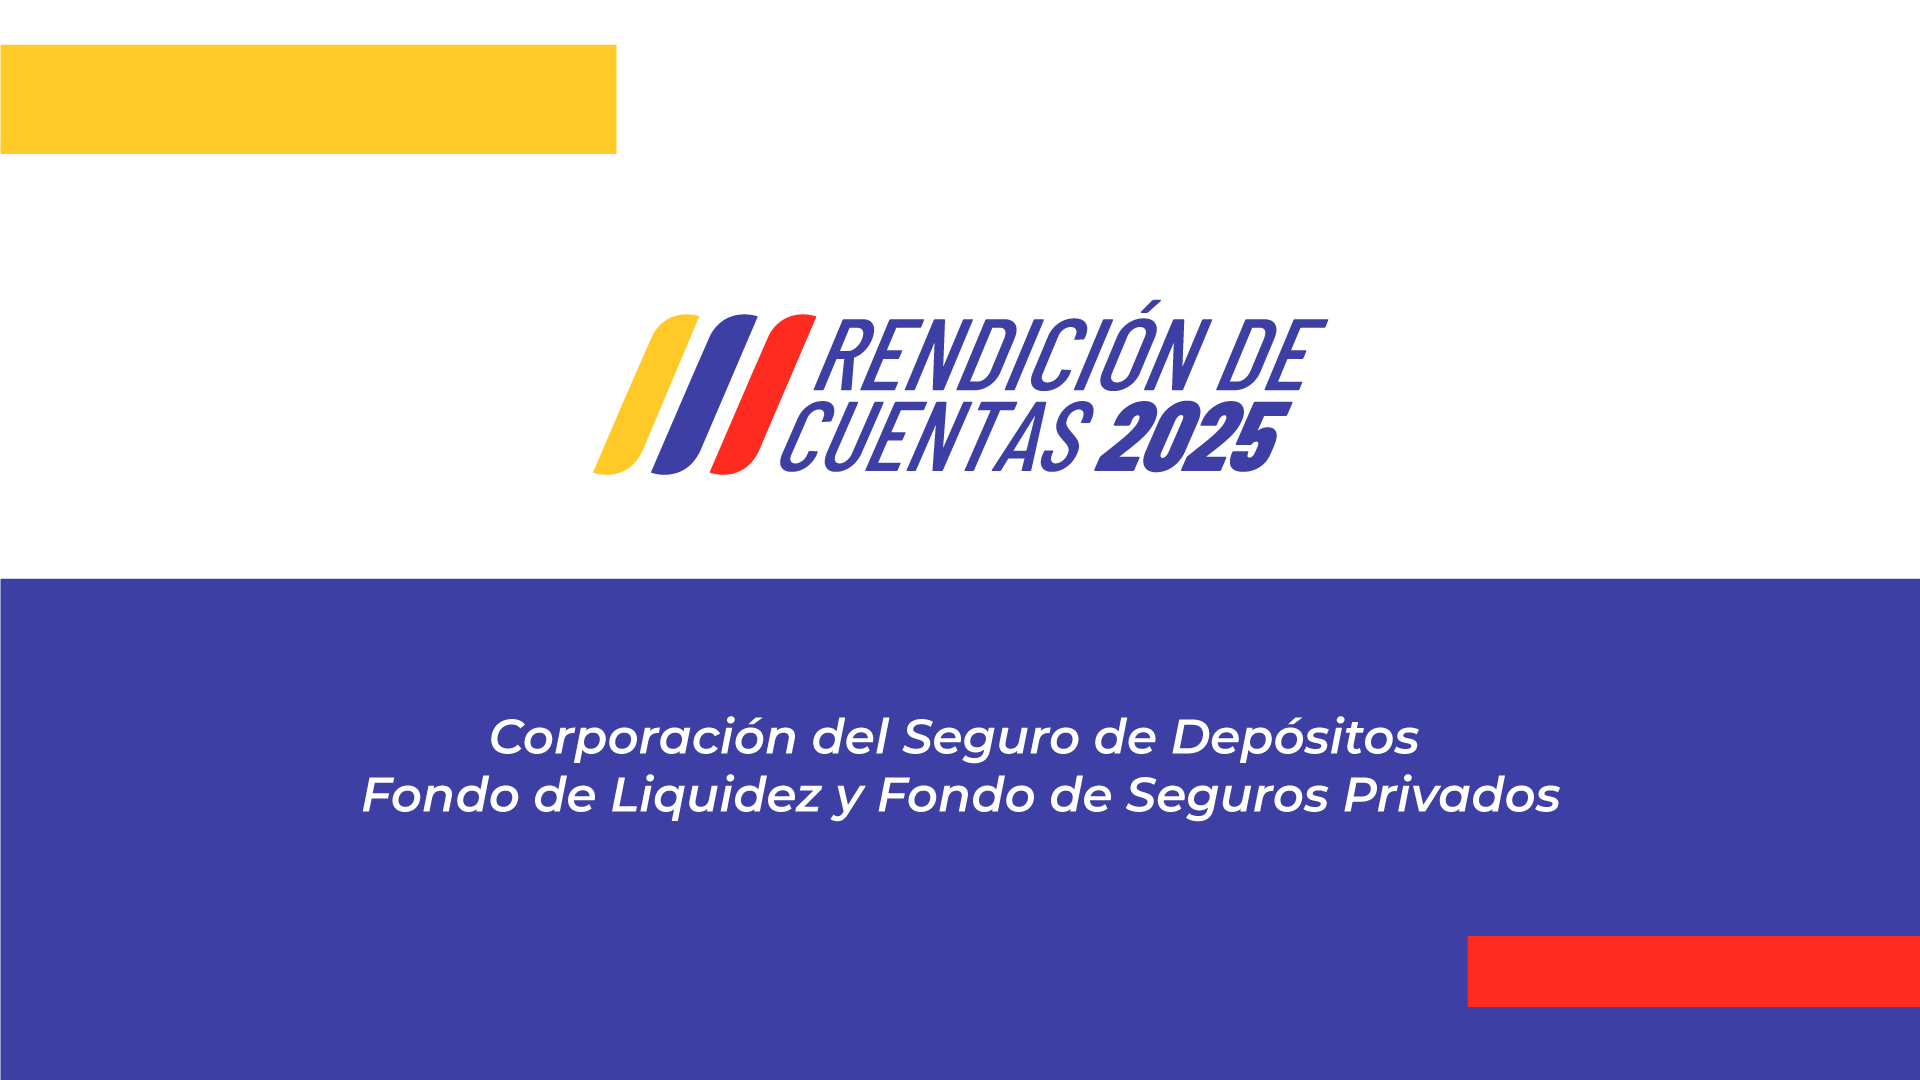 RENDICIÓN DE
CUENTAS 2025
Corporación del Seguro de Depósitos
Fondo de Liquidez y Fondo de Seguros Privados